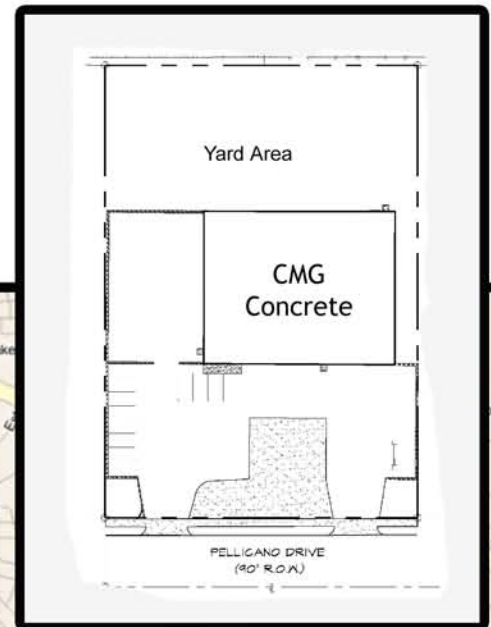 Yard Area
CMG
Concrete
PELLICANO DRIVE
(90' R.O.W.)